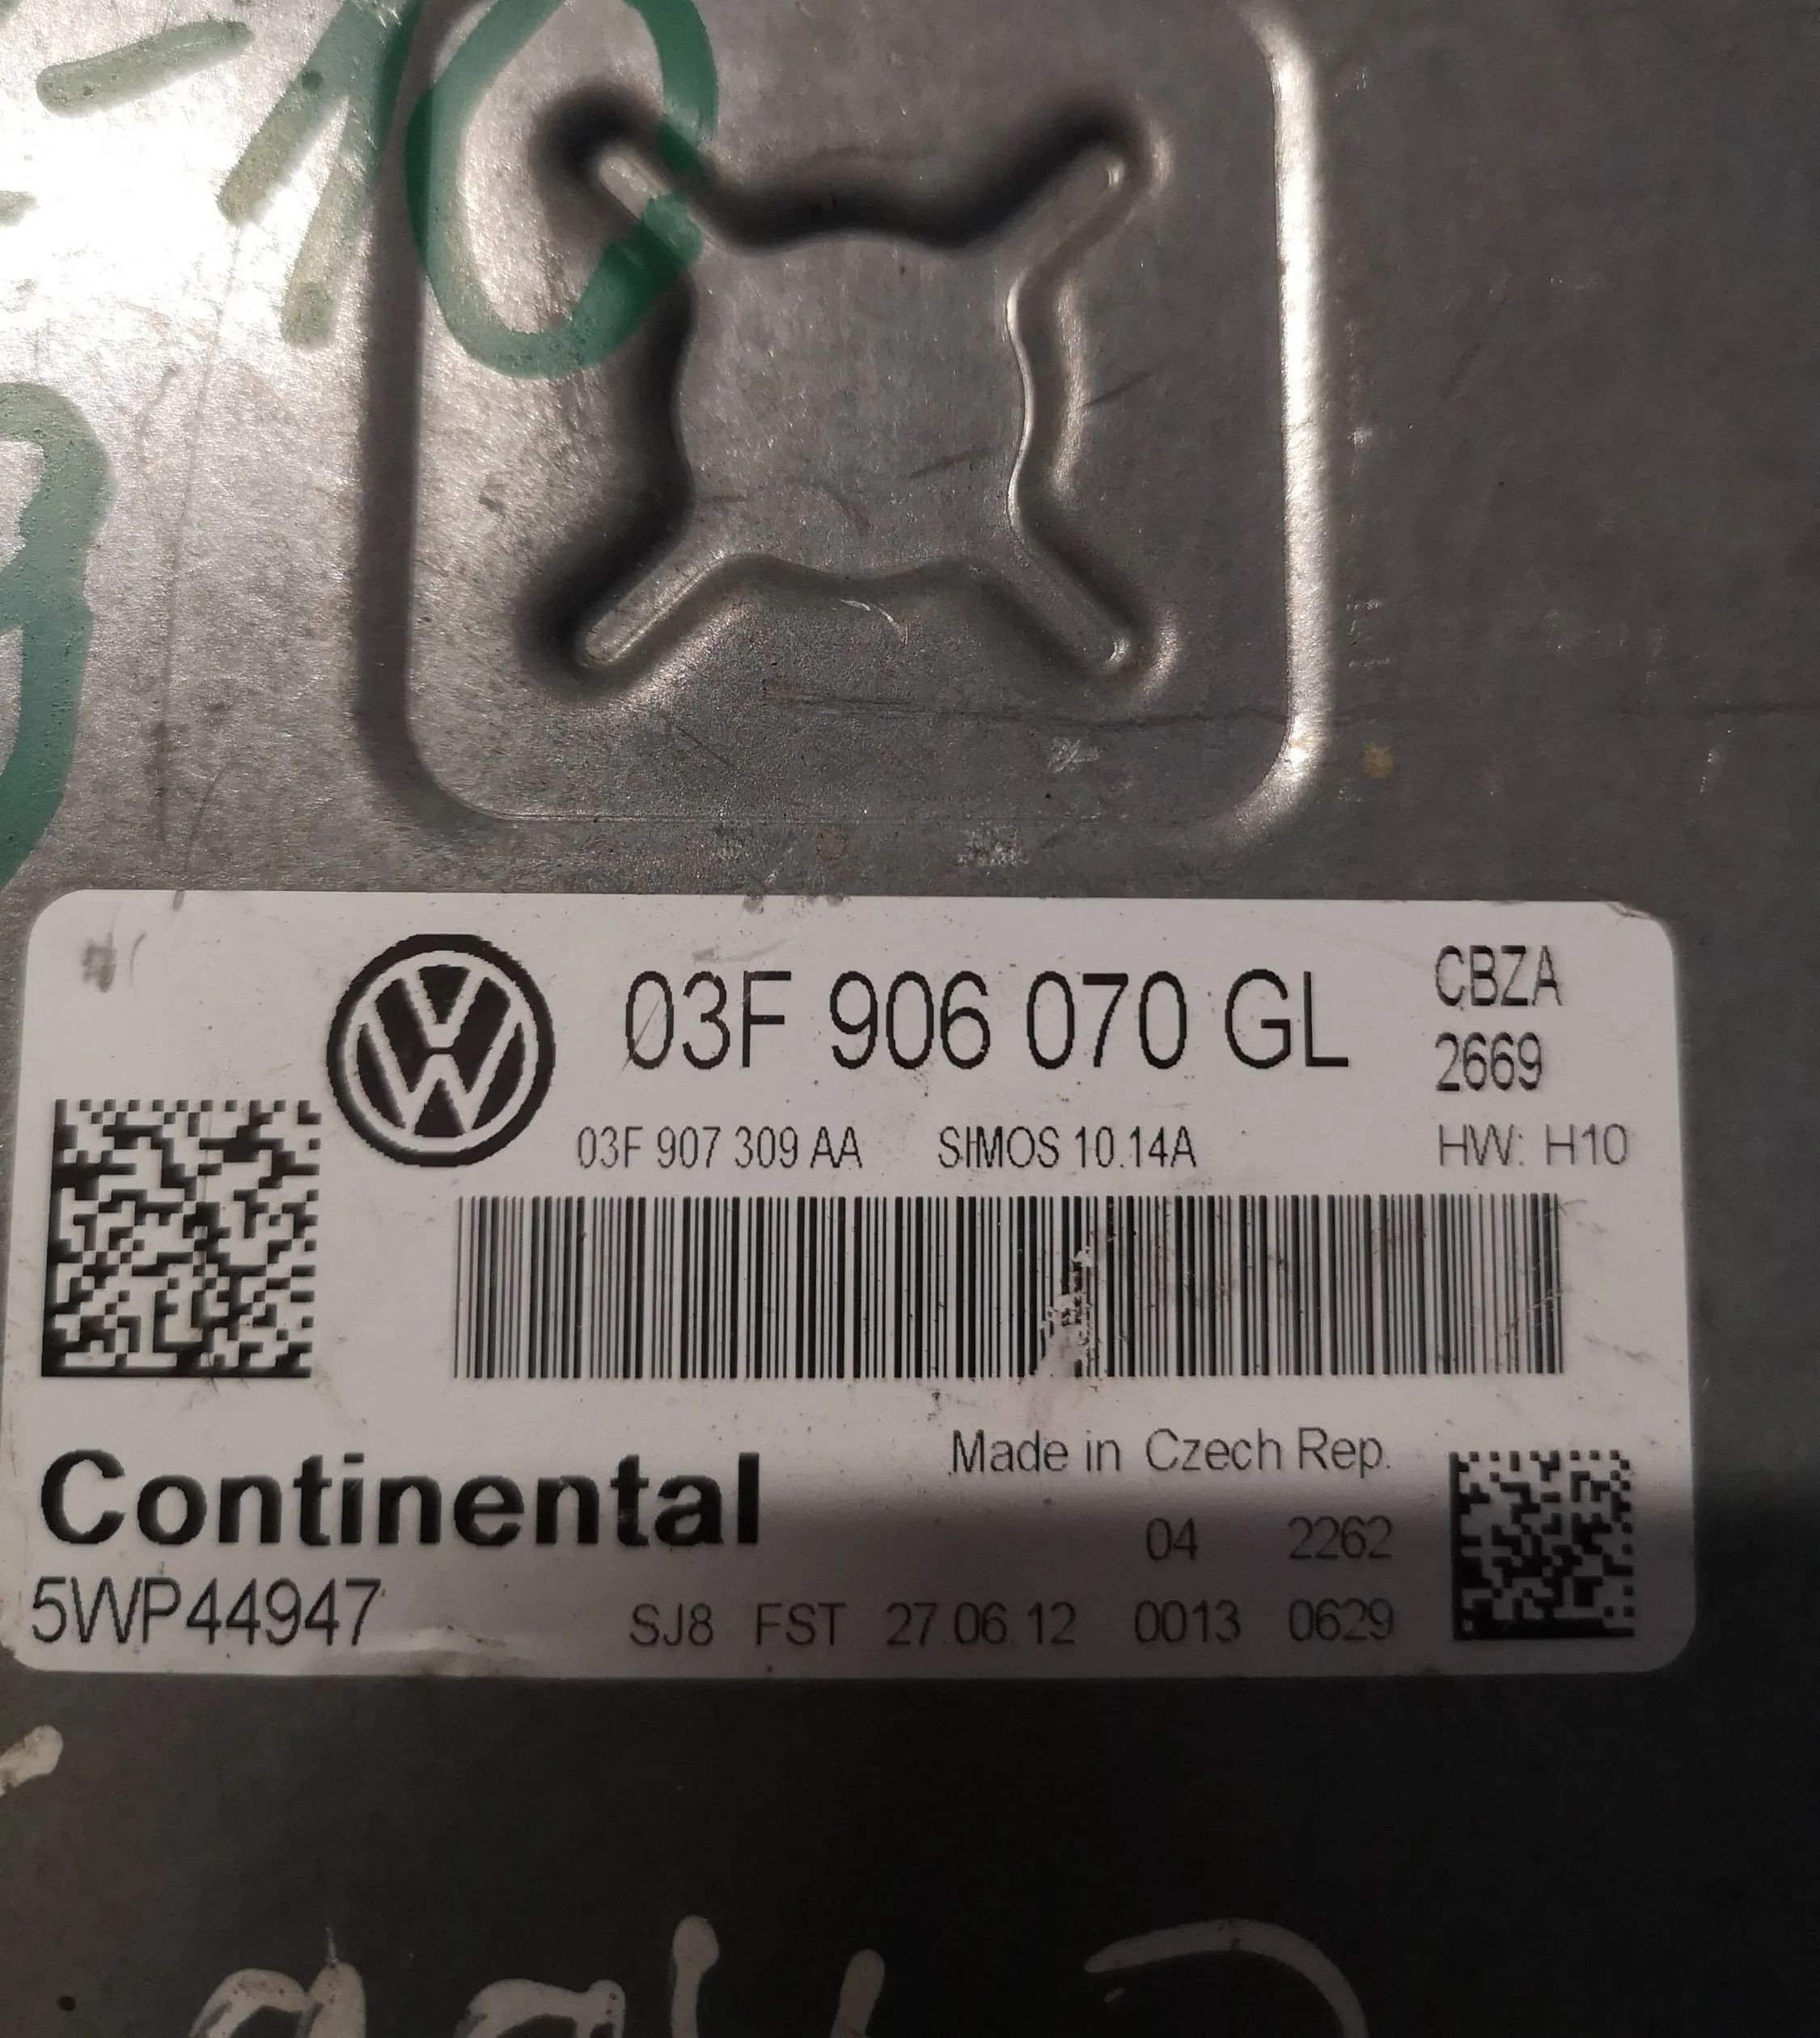 -10
03F 906 070 GL
CBZA
2669
03F 907 309 AA SIMOS 10.14A HW: H10
Made in Czech Rep.
Continental
04 2262
5WP44947 SJ8 FST 27.06.12 0013 0629